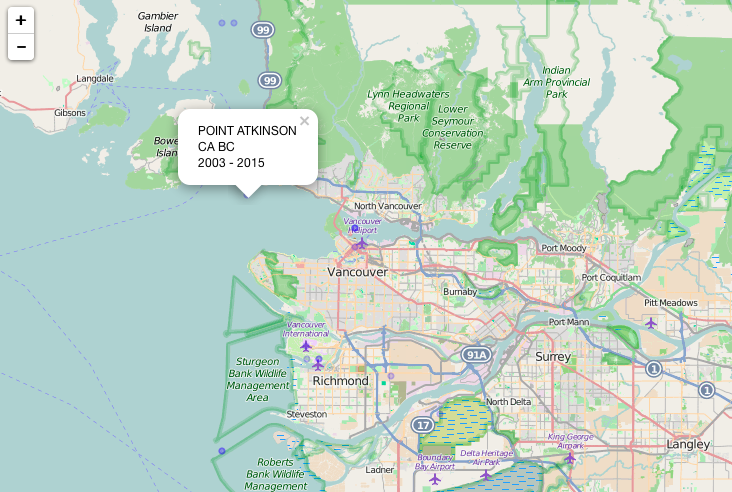 +
−
Gambier
Island
99
Langdale
99
Gibsons
Lynn Headwaters
Regional
Park
Lower
Seymour
Conservation
Reserve
Indian
Arm Provincial
Park
POINT ATKINSON
CA BC
2003 - 2015
×
Bowe
Islan
North Vancouver
Vancouver
Heliport
Port Moody
Vancouver
Port Coquitlam
Burnaby
Pitt Meadows
Port Mann
Vancouver
International
91A
Surrey
Sturgeon
Bank Wildlife
Management
Area
Richmond
1
1
North Delta
Steveston
17
King George
Airpark
Langley
Boundary
Bay Airport
Delta Heritage
Air Park
Roberts
Bank Wildlife
Management
Ladner